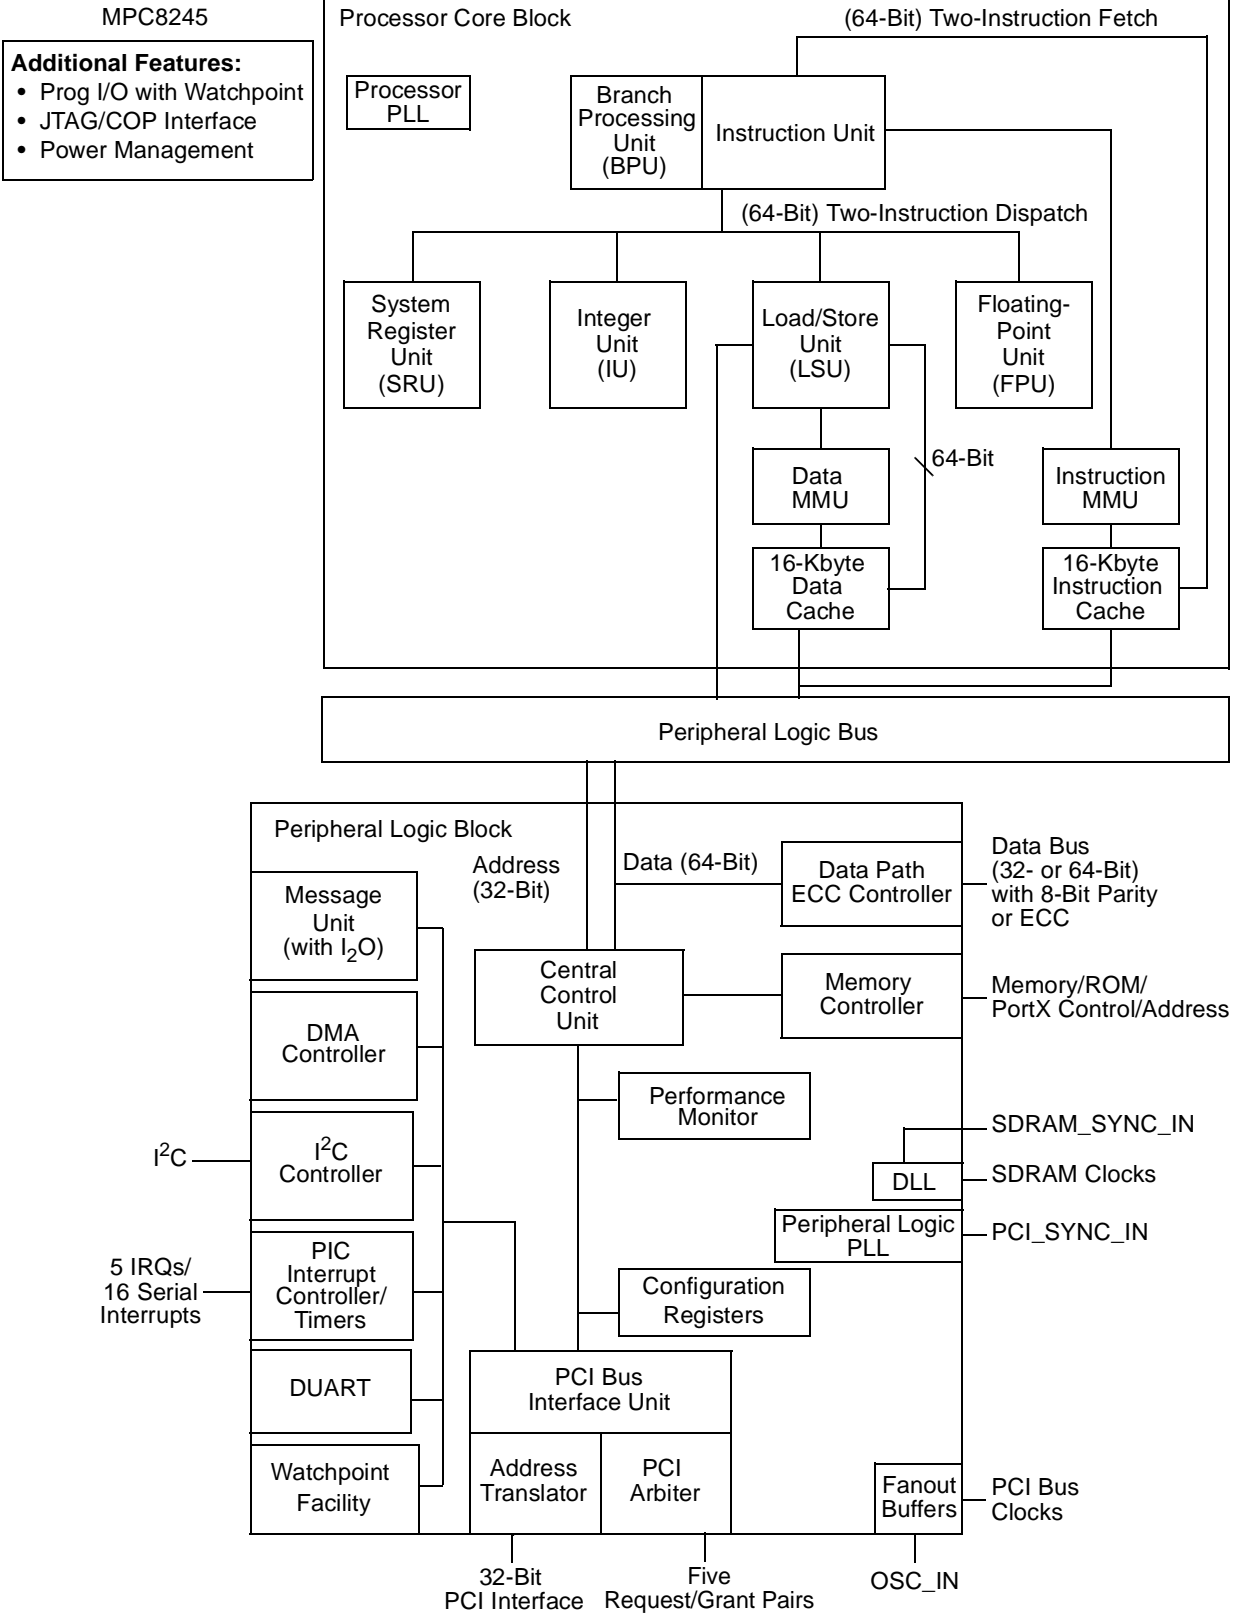 MPC8245
Additional Features:
• Prog I/O with Watchpoint
• JTAG/COP Interface
• Power Management
Processor Core Block
(64-Bit) Two-Instruction Fetch
Processor
PLL
Branch
Processing
Unit
(BPU)
Instruction Unit
(64-Bit) Two-Instruction Dispatch
System
Register
Unit
(SRU)
Integer
Unit
(IU)
Load/Store
Unit
(LSU)
Floating-
Point
Unit
(FPU)
64-Bit
Data
MMU
Instruction
MMU
16-Kbyte
Data
Cache
16-Kbyte
Instruction
Cache
Peripheral Logic Bus
Peripheral Logic Block
Address
(32-Bit)
Data (64-Bit)
Data Path
ECC Controller
Data Bus
(32- or 64-Bit)
with 8-Bit Parity
or ECC
Message
Unit
(with I2O)
Central
Control
Unit
Memory
Controller
Memory/ROM/
PortX Control/Address
DMA
Controller
Performance
Monitor
SDRAM_SYNC_IN
I2C
I2C
Controller
DLL
SDRAM Clocks
Peripheral Logic
PLL
PCI_SYNC_IN
5 IRQs/
16 Serial
Interrupts
PIC
Interrupt
Controller/
Timers
Configuration
Registers
DUART
PCI Bus
Interface Unit
Watchpoint
Facility
Address
Translator
PCI
Arbiter
Fanout
Buffers
PCI Bus
Clocks
32-Bit
PCI Interface
Five
Request/Grant Pairs
OSC_IN